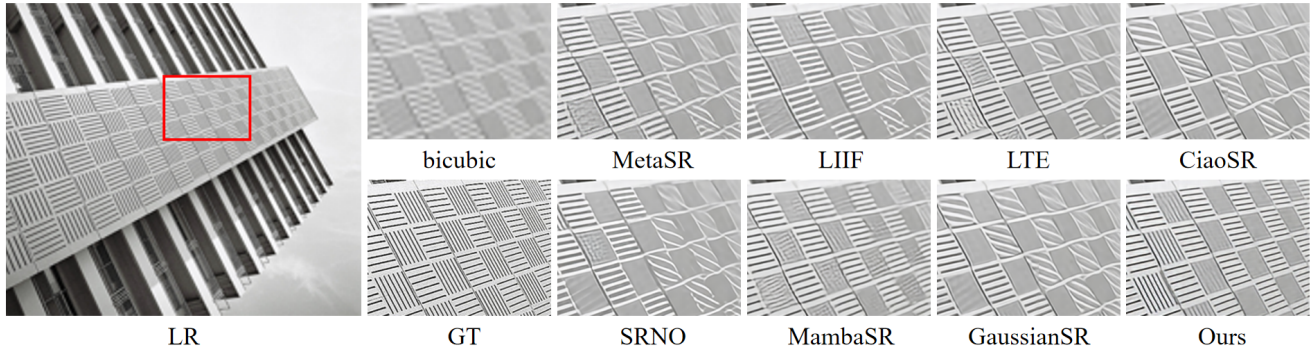 bicubic
MetaSR
LIIF
LTE
CiaoSR
LR
GT
SRNO
MambaSR
GaussianSR
Ours